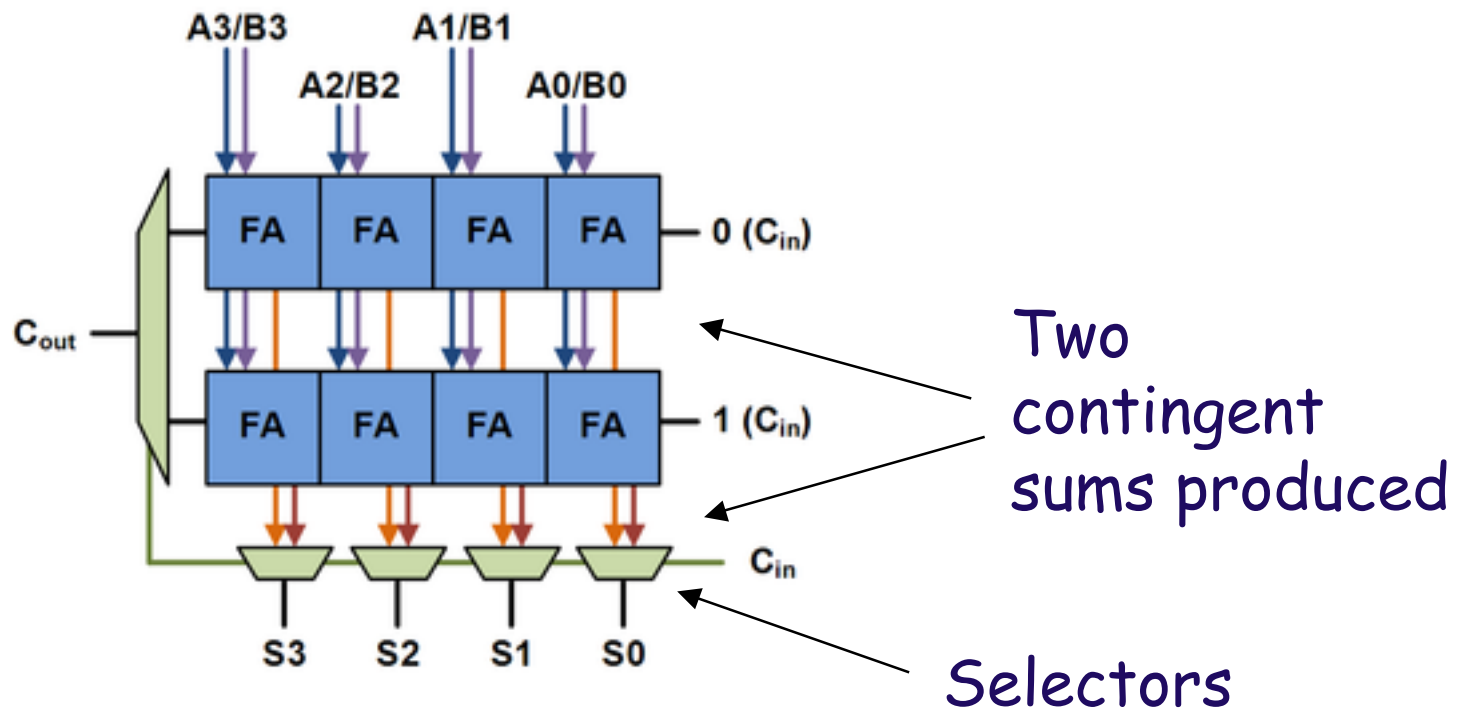 A3/B3 A1/B1
A2/B2 A0/B0
FA FA FA FA 0 (Cin)
Cout
Two
contingent
sums produced
FA FA FA FA 1 (Cin)
Cin
S3 S2 S1 S0
Selectors